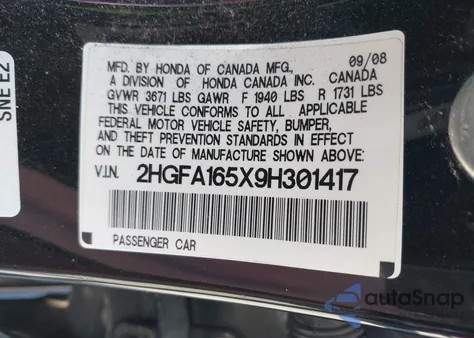 SNE E2
MFD. BY HONDA OF CANADA MFG., 09/08
A DIVISION OF HONDA CANADA INC. CANADA
GVWR 3671 LBS GAWR F 1940 LBS R 1731 LBS
THIS VEHICLE CONFORMS TO ALL APPLICABLE
FEDERAL MOTOR VEHICLE SAFETY, BUMPER,
AND THEFT PREVENTION STANDARDS IN EFFECT
ON THE DATE OF MANUFACTURE SHOWN ABOVE:
V.I.N. 2HGFA165X9H301417
PASSENGER CAR
autoSnap